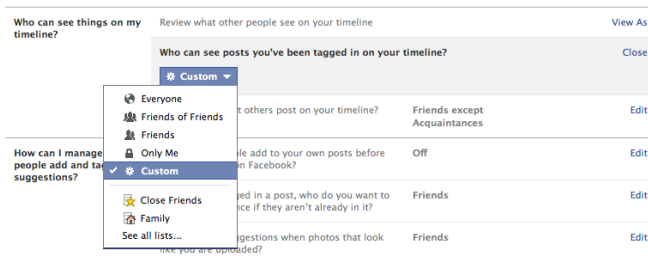 Who can see things on my
timeline?
Review what other people see on your timeline
View As
Who can see posts you've been tagged in on your timeline?
Close
Custom
Everyone
Friends of Friends
Friends
Only Me
Custom
Close Friends
Family
See all lists...
t others post on your timeline?
Friends except
Acquaintances
Edit
How can I manage
people add and tag
suggestions?
ple add to your own posts before
on Facebook?
Off
Edit
ged in a post, who do you want to
nce if they aren't already in it?
Friends
Edit
ggestions when photos that look
like you are uploaded?
Friends
Edit